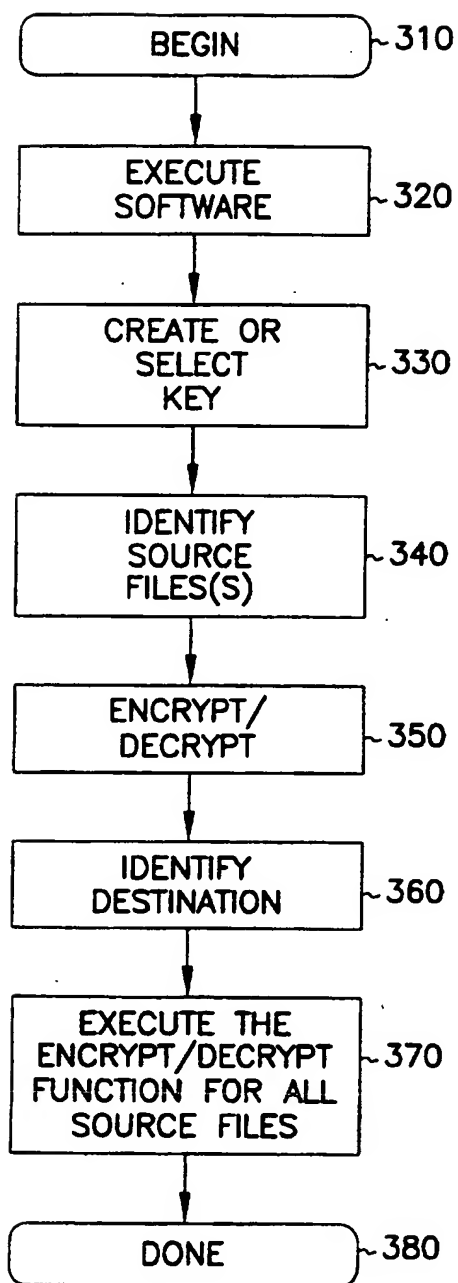 BEGIN
310
EXECUTE
SOFTWARE
320
CREATE OR
SELECT
KEY
330
IDENTIFY
SOURCE
FILES(S)
340
ENCRYPT/
DECRYPT
350
IDENTIFY
DESTINATION
360
EXECUTE THE
ENCRYPT/DECRYPT
FUNCTION FOR ALL
SOURCE FILES
370
DONE
380